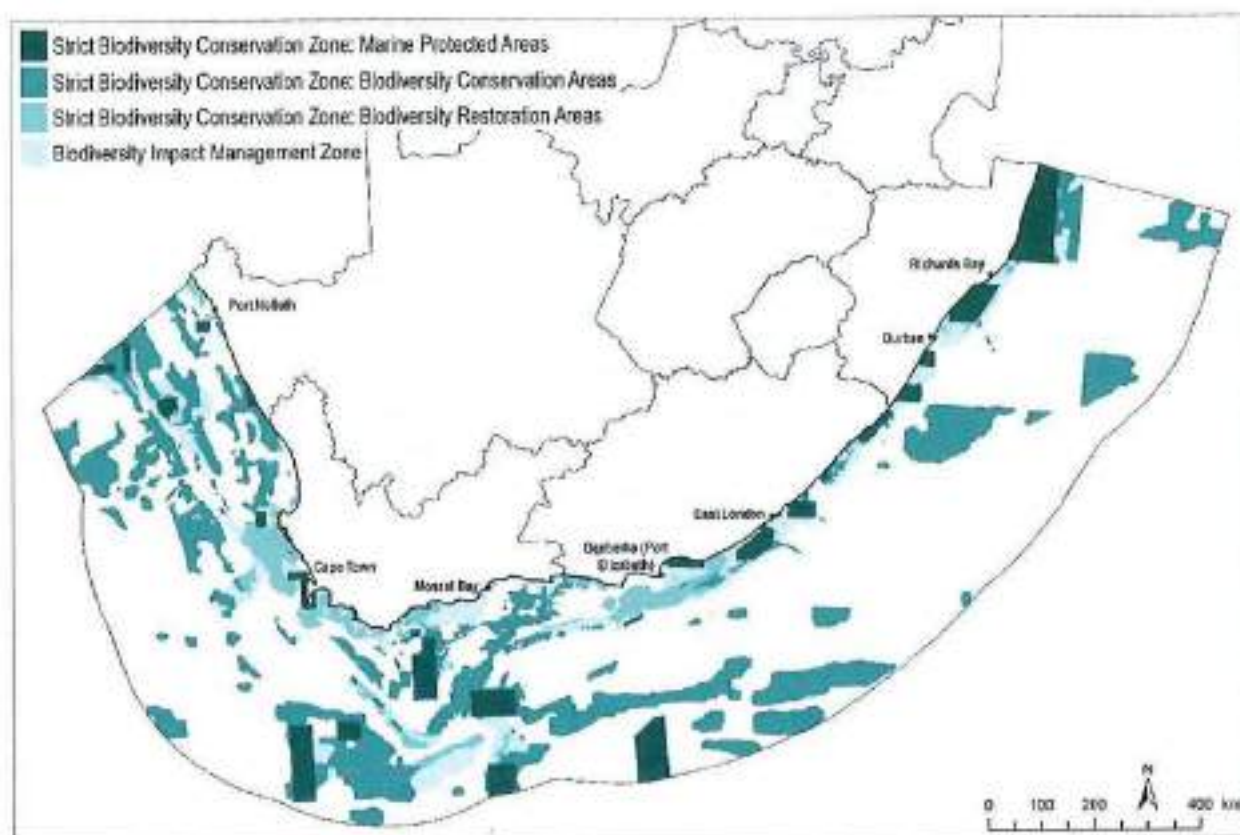 Strict Biodiversity Conservation Zone: Marine Protected Areas
Strict Biodiversity Conservation Zone: Biodiversity Conservation Areas
Strict Biodiversity Conservation Zone: Biodiversity Restoration Areas
Biodiversity Impact Management Zone
Richards Bay
Port Nolloth
Durban
East London
Gqeberha (Port
Elizabeth)
Cape Town
Mossel Bay
N
0 100 200 400 km